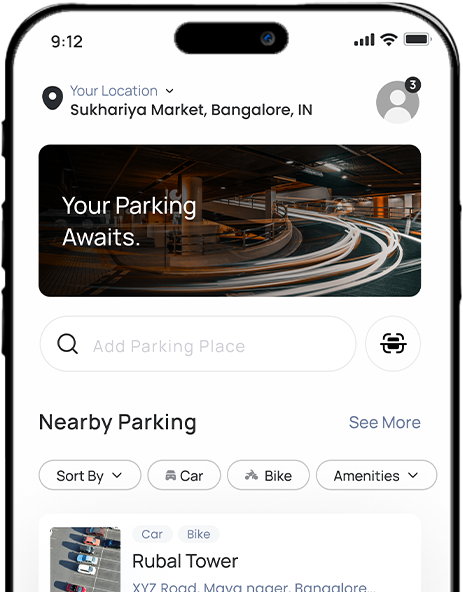 9:12
Your Location
3
Sukhariya Market, Bangalore, IN
Your Parking
Awaits.
Add Parking Place
Nearby Parking
See More
Sort By
Car
Bike
Amenities
Car
Bike
Rubal Tower
XYZ Road, Maya nager, Bangalore...